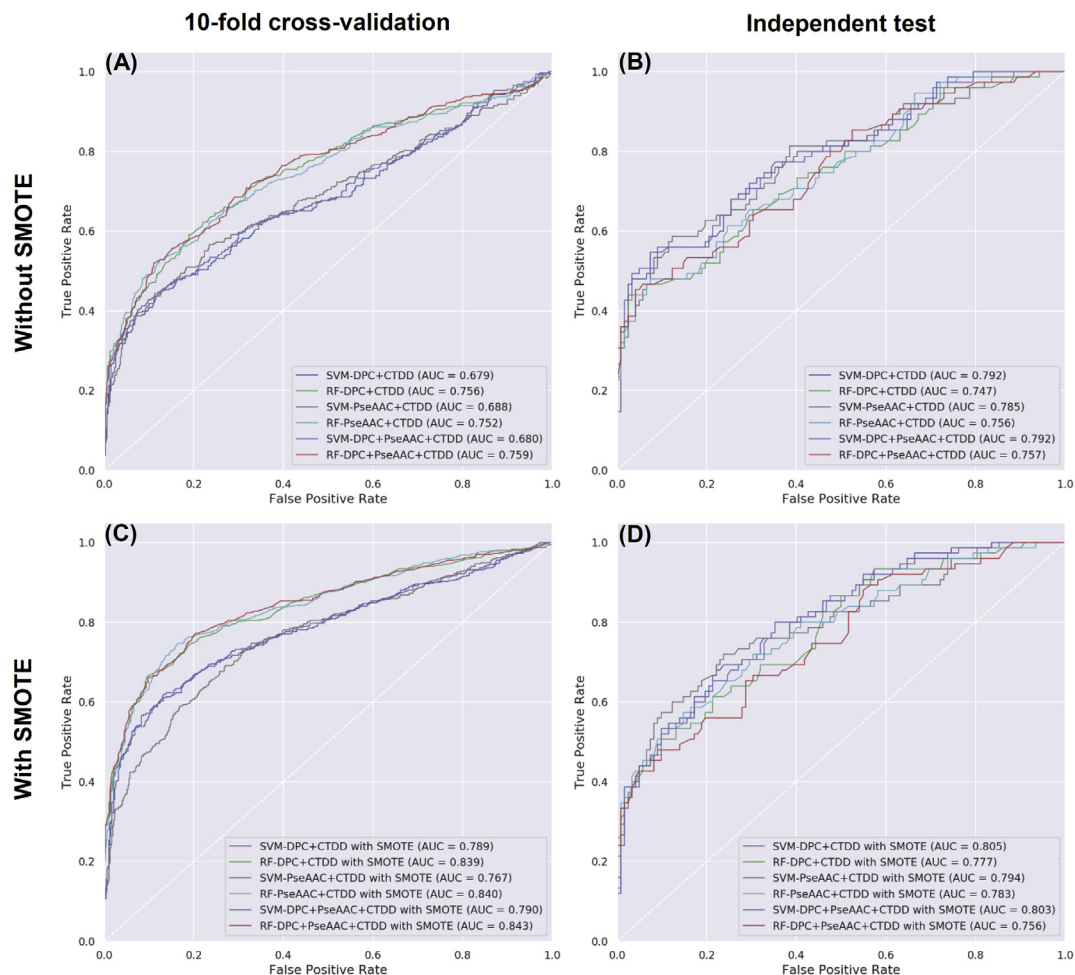 10-fold cross-validation
Independent test
Without SMOTE
(A)
True Positive Rate
1.0
0.8
0.6
0.4
0.2
0.0
SVM-DPC+CTDD (AUC = 0.679)
RF-DPC+CTDD (AUC = 0.756)
SVM-PseAAC+CTDD (AUC = 0.688)
RF-PseAAC+CTDD (AUC = 0.752)
SVM-DPC+PseAAC+CTDD (AUC = 0.680)
RF-DPC+PseAAC+CTDD (AUC = 0.759)
0.0 0.2 0.4 0.6 0.8 1.0
False Positive Rate
(B)
True Positive Rate
1.0
0.8
0.6
0.4
0.2
0.0
SVM-DPC+CTDD (AUC = 0.792)
RF-DPC+CTDD (AUC = 0.747)
SVM-PseAAC+CTDD (AUC = 0.785)
RF-PseAAC+CTDD (AUC = 0.756)
SVM-DPC+PseAAC+CTDD (AUC = 0.792)
RF-DPC+PseAAC+CTDD (AUC = 0.757)
0.0 0.2 0.4 0.6 0.8 1.0
False Positive Rate
With SMOTE
(C)
True Positive Rate
1.0
0.8
0.6
0.4
0.2
0.0
SVM-DPC+CTDD with SMOTE (AUC = 0.789)
RF-DPC+CTDD with SMOTE (AUC = 0.839)
SVM-PseAAC+CTDD with SMOTE (AUC = 0.767)
RF-PseAAC+CTDD with SMOTE (AUC = 0.840)
SVM-DPC+PseAAC+CTDD with SMOTE (AUC = 0.790)
RF-DPC+PseAAC+CTDD with SMOTE (AUC = 0.843)
0.0 0.2 0.4 0.6 0.8 1.0
False Positive Rate
(D)
True Positive Rate
1.0
0.8
0.6
0.4
0.2
0.0
SVM-DPC+CTDD with SMOTE (AUC = 0.805)
RF-DPC+CTDD with SMOTE (AUC = 0.777)
SVM-PseAAC+CTDD with SMOTE (AUC = 0.794)
RF-PseAAC+CTDD with SMOTE (AUC = 0.783)
SVM-DPC+PseAAC+CTDD with SMOTE (AUC = 0.803)
RF-DPC+PseAAC+CTDD with SMOTE (AUC = 0.756)
0.0 0.2 0.4 0.6 0.8 1.0
False Positive Rate